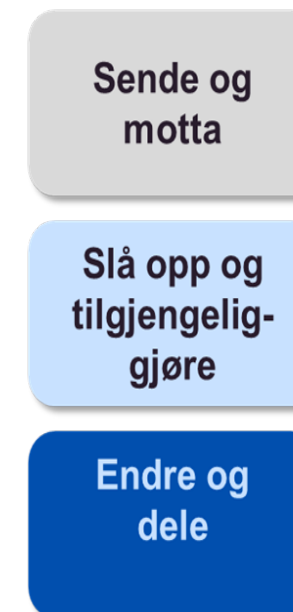 Sende og
motta
Slå opp og
tilgjengelig-
gjøre
Endre og
dele